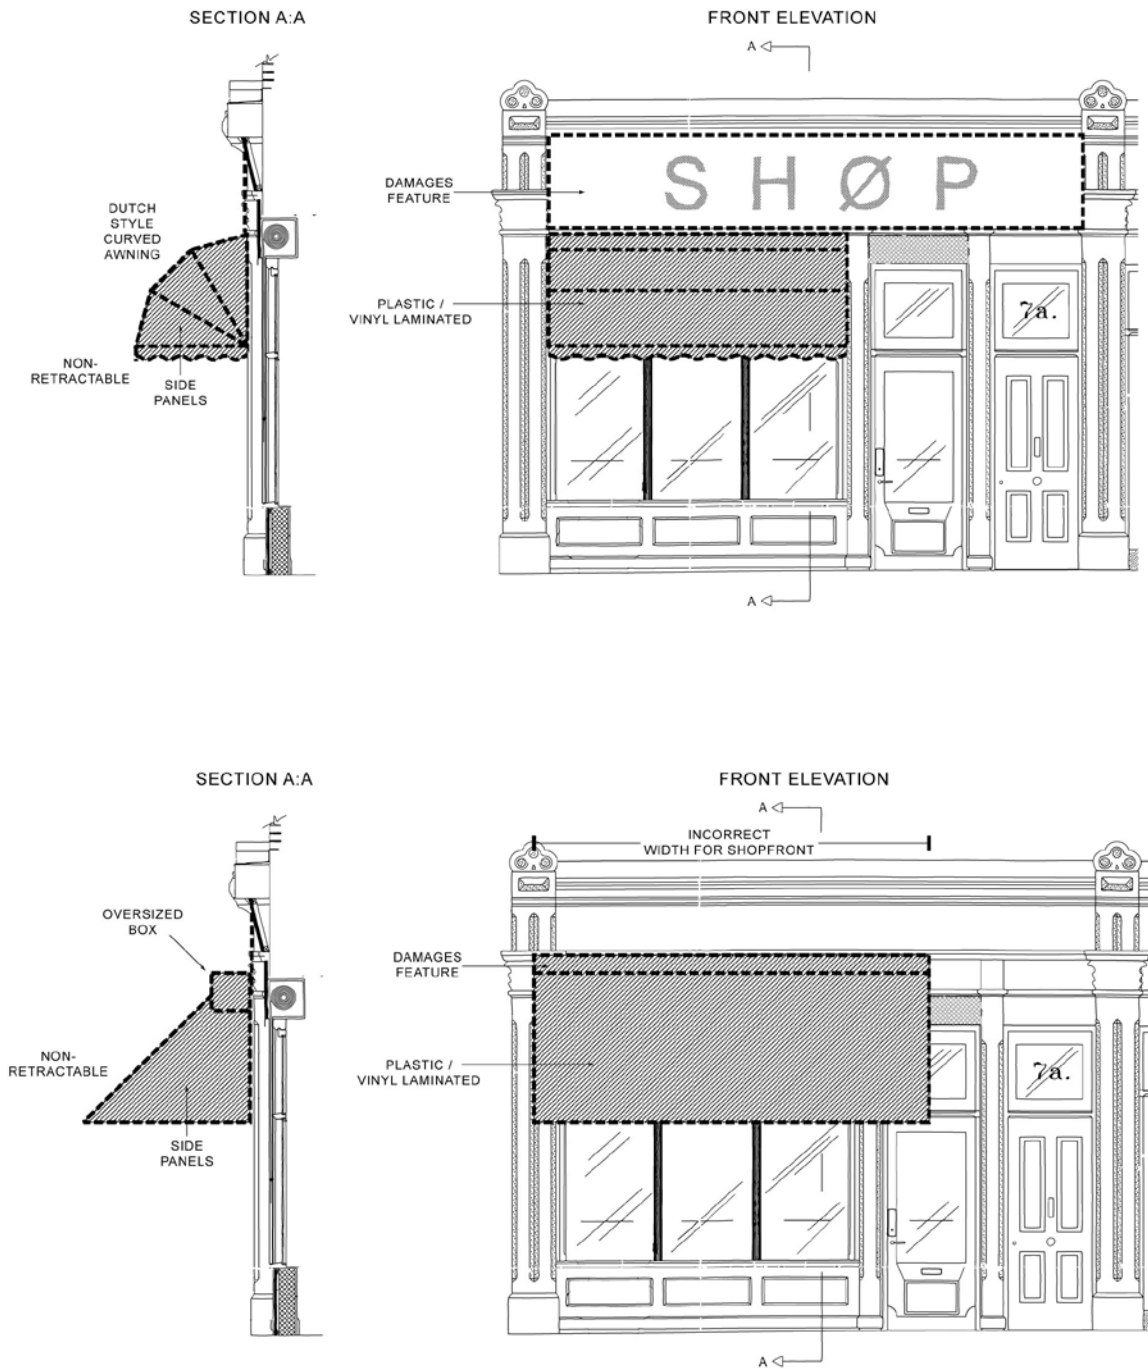 SECTION A:A
FRONT ELEVATION
A
SHØP
DAMAGES
FEATURE
DUTCH
STYLE
CURVED
AWNING
PLASTIC /
VINYL LAMINATED
7a.
NON-
RETRACTABLE
SIDE
PANELS
A
SECTION A:A
FRONT ELEVATION
A
INCORRECT
WIDTH FOR SHOPFRONT
OVERSIZED
BOX
DAMAGES
FEATURE
NON-
RETRACTABLE
PLASTIC /
VINYL LAMINATED
7a.
SIDE
PANELS
A